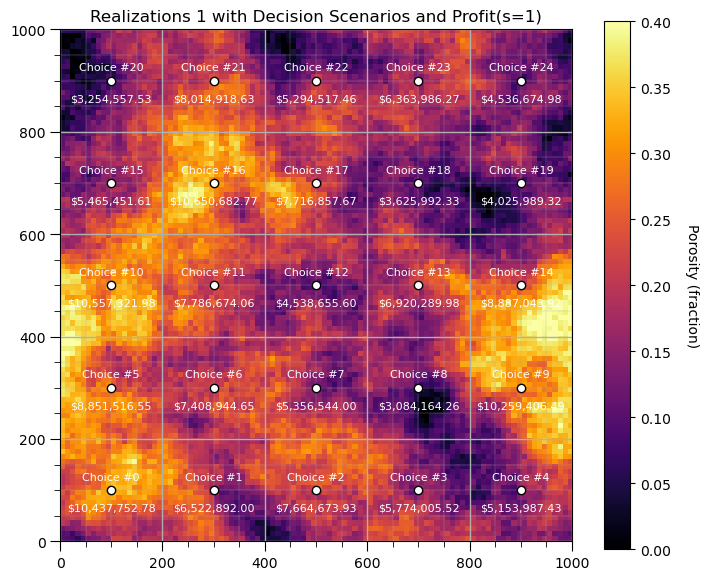 Realizations 1 with Decision Scenarios and Profit(s=1)
1000
800
600
400
200
0
0 200 400 600 800 1000
Choice #20 Choice #21 Choice #22 Choice #23 Choice #24
$3,254,557.53 $8,014,918.63 $5,294,517.46 $6,363,986.27 $4,536,674.98
Choice #15 Choice #16 Choice #17 Choice #18 Choice #19
$5,465,451.61 $10,650,682.77 $7,716,857.67 $3,625,992.33 $4,025,989.32
Choice #10 Choice #11 Choice #12 Choice #13 Choice #14
$7,786,674.06 $4,538,655.60 $6,920,289.98
Choice #5 Choice #6 Choice #7 Choice #8 Choice #9
$8,851,516.55 $7,408,944.65 $5,356,544.00 $3,084,164.26
Choice #0 Choice #1 Choice #2 Choice #3 Choice #4
$10,437,752.78 $6,522,892.00 $7,664,673.93 $5,774,005.52 $5,153,987.43
0.40
0.35
0.30
0.25
0.20
0.15
0.10
0.05
0.00
Porosity (fraction)